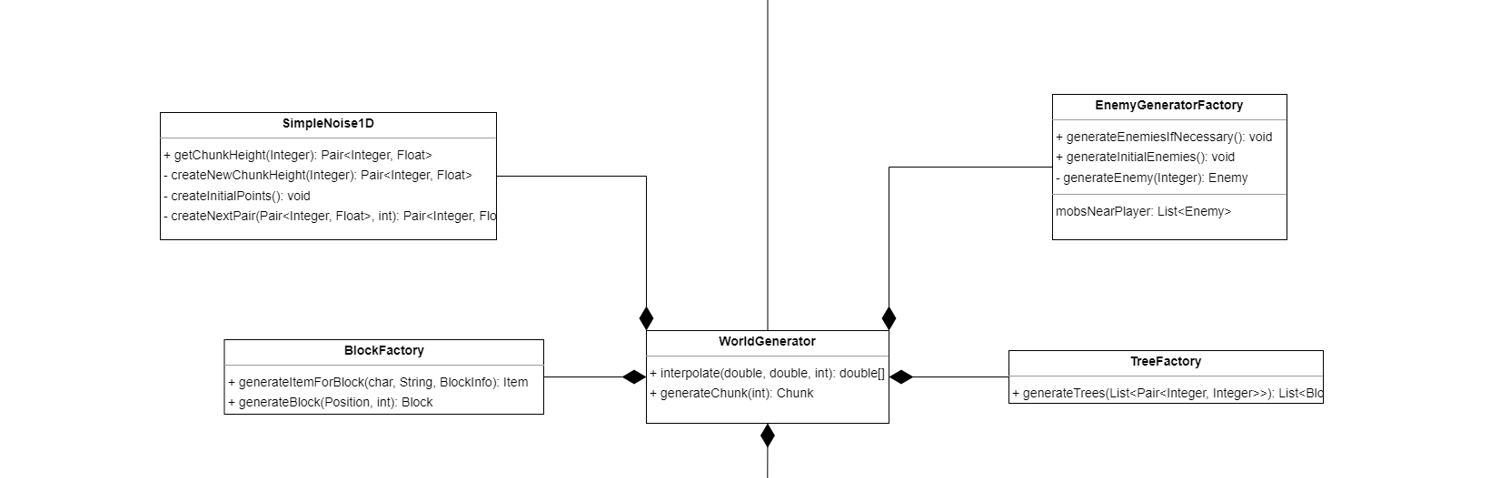 SimpleNoise1D
+ getChunkHeight(Integer): Pair<Integer, Float>
- createNewChunkHeight(Integer): Pair<Integer, Float>
- createInitialPoints(): void
- createNextPair(Pair<Integer, Float>, int): Pair<Integer, Flo
EnemyGeneratorFactory
+ generateEnemiesIfNecessary(): void
+ generateInitialEnemies(): void
- generateEnemy(Integer): Enemy
mobsNearPlayer: List<Enemy>
BlockFactory
+ generateItemForBlock(char, String, BlockInfo): Item
+ generateBlock(Position, int): Block
WorldGenerator
+ interpolate(double, double, int): double[]
+ generateChunk(int): Chunk
TreeFactory
+ generateTrees(List<Pair<Integer, Integer>>): List<Blo